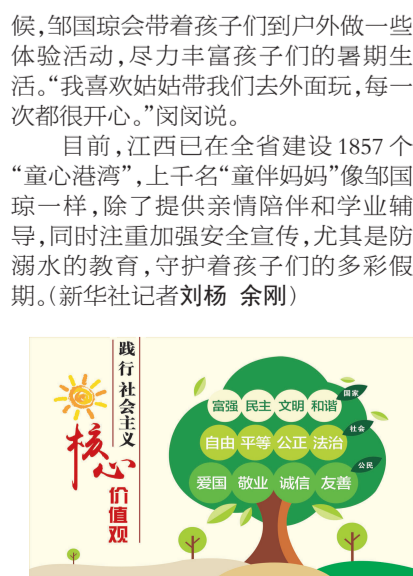 候,邹国琼会带着孩子们到户外做一些
体验活动,尽力丰富孩子们的暑期生
活。“我喜欢姑姑带我们去外面玩,每一
次都很开心。”闵闵说。
目前,江西已在全省建设1857个
“童心港湾”,上千名“童伴妈妈”像邹国
琼一样,除了提供亲情陪伴和学业辅
导,同时注重加强安全宣传,尤其是防
溺水的教育,守护着孩子们的多彩假
期。(新华社记者刘杨 余刚)
践行社会主义
核心
价值观
富强 民主 文明 和谐
国家
自由 平等 公正 法治
社会
爱国 敬业 诚信 友善
公民